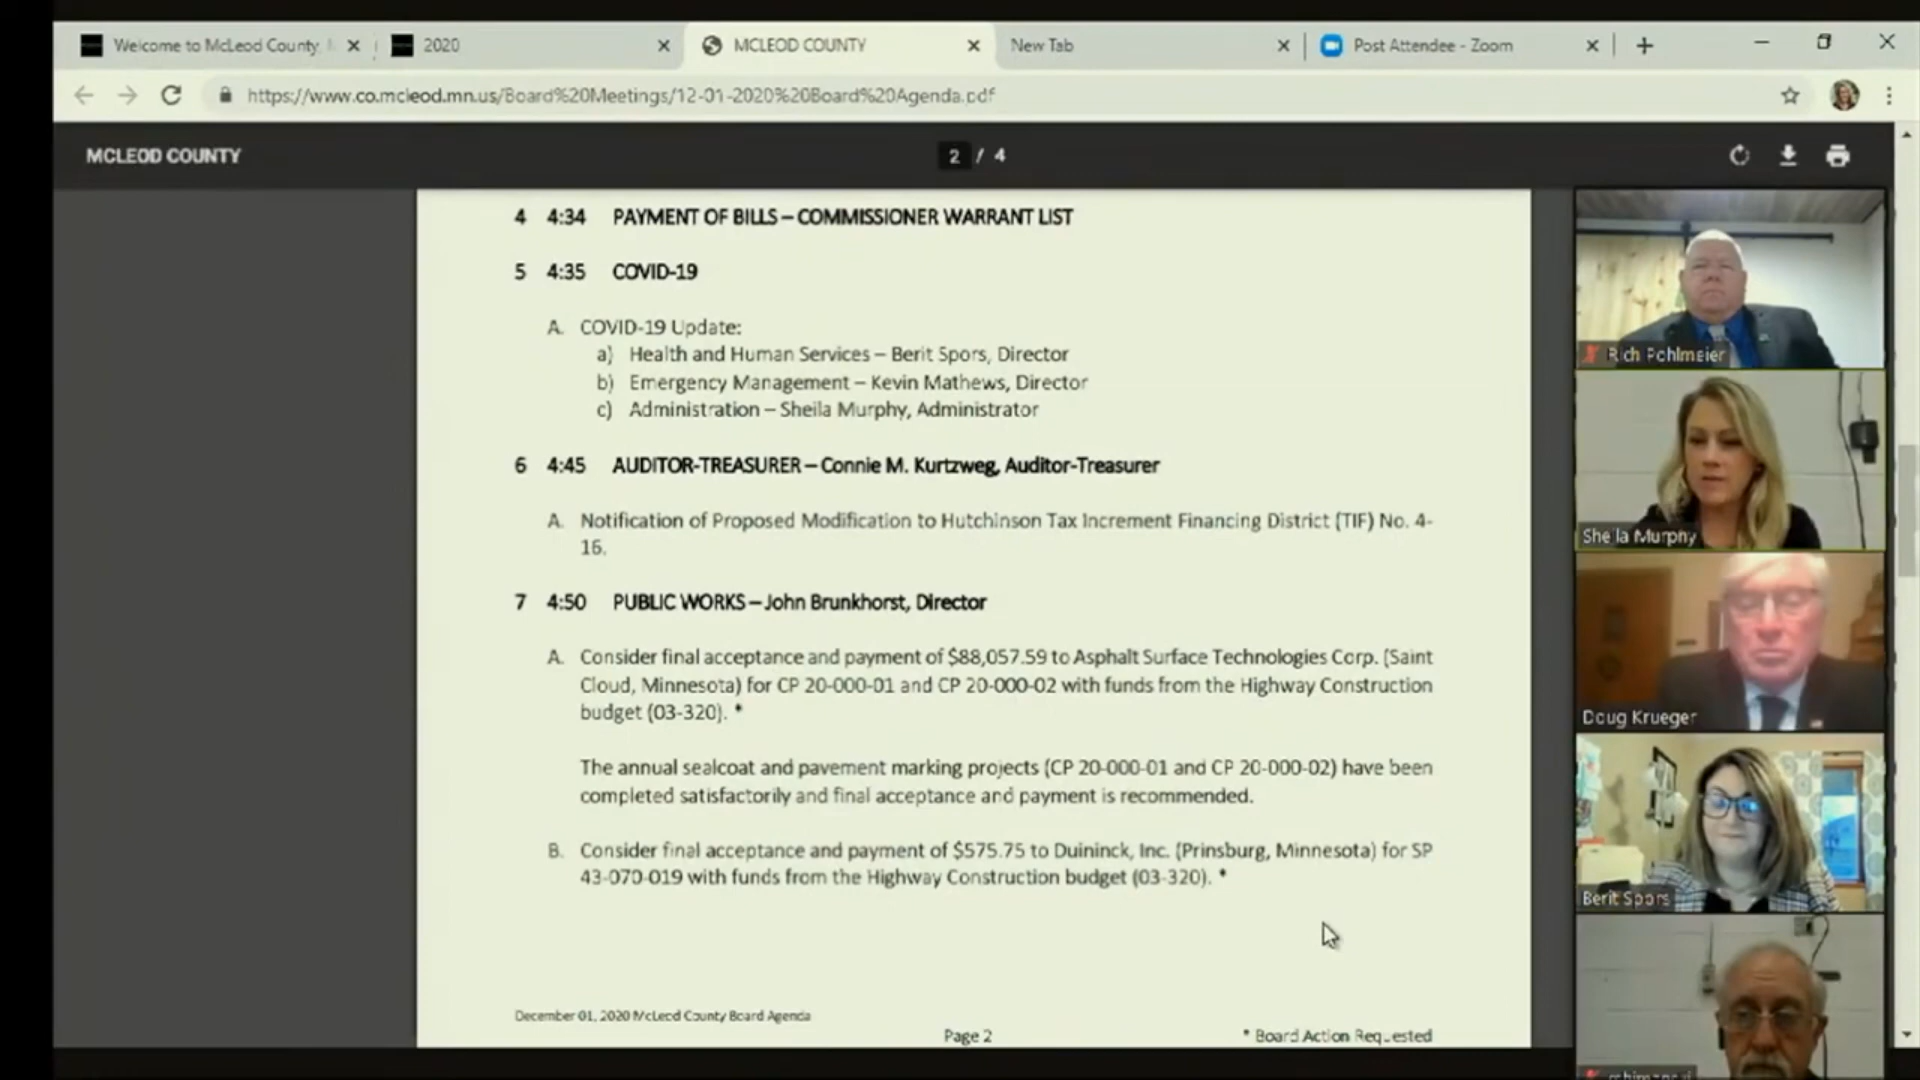 Welcome to McLeod County,
2020
MCLEOD COUNTY
New Tab
Post Attendee - Zoom
https://www.co.mcleod.mn.us/Board%20Meetings/12-01-2020%20Board%20Agenda.pdf
MCLEOD COUNTY
2 / 4
4 4:34 PAYMENT OF BILLS – COMMISSIONER WARRANT LIST
5 4:35 COVID-19
A. COVID-19 Update:
a) Health and Human Services – Berit Spors, Director
b) Emergency Management – Kevin Mathews, Director
c) Administration – Sheila Murphy, Administrator
6 4:45 AUDITOR-TREASURER – Connie M. Kurtzweg, Auditor-Treasurer
A. Notification of Proposed Modification to Hutchinson Tax Increment Financing District (TIF) No. 4-
16.
7 4:50 PUBLIC WORKS – John Brunkhorst, Director
A. Consider final acceptance and payment of $88,057.59 to Asphalt Surface Technologies Corp. (Saint
Cloud, Minnesota) for CP 20-000-01 and CP 20-000-02 with funds from the Highway Construction
budget (03-320). *
The annual sealcoat and pavement marking projects (CP 20-000-01 and CP 20-000-02) have been
completed satisfactorily and final acceptance and payment is recommended.
B. Consider final acceptance and payment of $575.75 to Duininck, Inc. (Prinsburg, Minnesota) for SP
43-070-019 with funds from the Highway Construction budget (03-320). *
December 01, 2020 McLeod County Board Agenda
Page 2
* Board Action Requested
Rich Pohlmeier
Sheila Murphy
Doug Krueger
Berit Spors